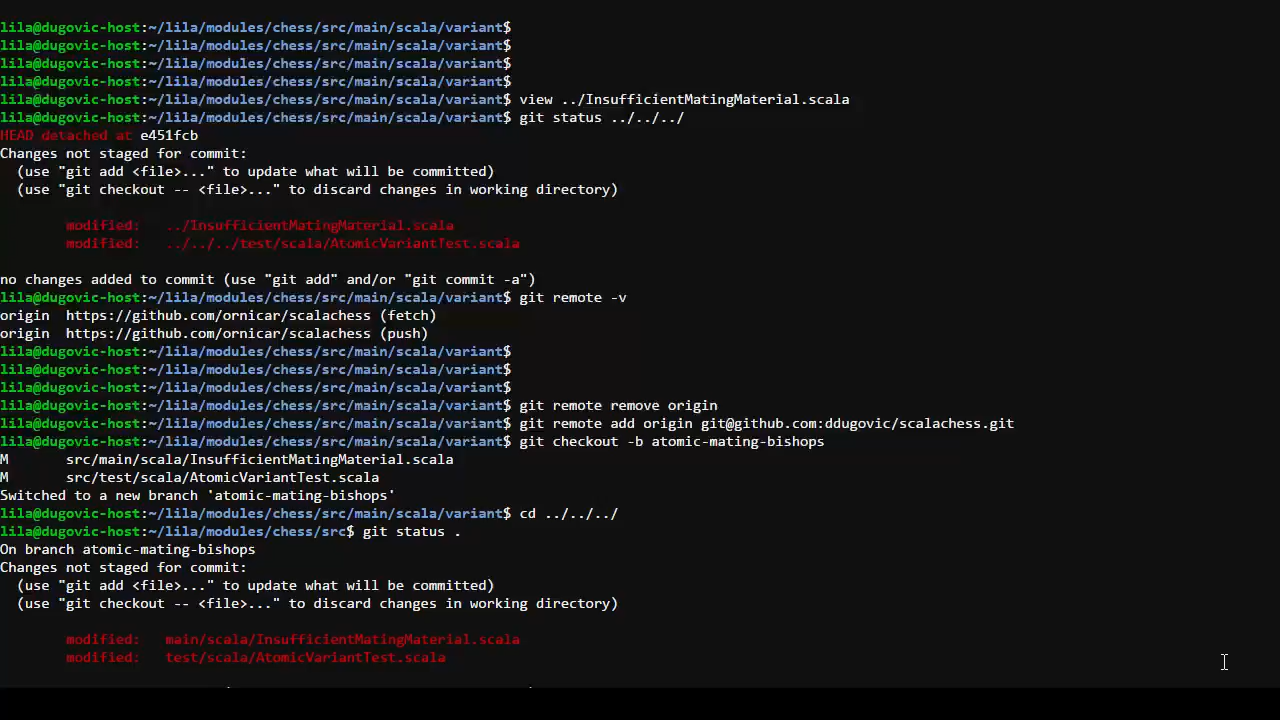 lila@dugovic-host:~/lila/modules/chess/src/main/scala/variant$
lila@dugovic-host:~/lila/modules/chess/src/main/scala/variant$
lila@dugovic-host:~/lila/modules/chess/src/main/scala/variant$
lila@dugovic-host:~/lila/modules/chess/src/main/scala/variant$
lila@dugovic-host:~/lila/modules/chess/src/main/scala/variant$ view ../InsufficientMatingMaterial.scala
lila@dugovic-host:~/lila/modules/chess/src/main/scala/variant$ git status ../../../
HEAD detached at e451fcb
Changes not staged for commit:
  (use "git add <file>..." to update what will be committed)
  (use "git checkout -- <file>..." to discard changes in working directory)
        modified:   ../InsufficientMatingMaterial.scala
        modified:   ../../../test/scala/AtomicVariantTest.scala
no changes added to commit (use "git add" and/or "git commit -a")
lila@dugovic-host:~/lila/modules/chess/src/main/scala/variant$ git remote -v
origin  https://github.com/ornicar/scalachess (fetch)
origin  https://github.com/ornicar/scalachess (push)
lila@dugovic-host:~/lila/modules/chess/src/main/scala/variant$
lila@dugovic-host:~/lila/modules/chess/src/main/scala/variant$
lila@dugovic-host:~/lila/modules/chess/src/main/scala/variant$
lila@dugovic-host:~/lila/modules/chess/src/main/scala/variant$ git remote remove origin
lila@dugovic-host:~/lila/modules/chess/src/main/scala/variant$ git remote add origin git@github.com:ddugovic/scalachess.git
lila@dugovic-host:~/lila/modules/chess/src/main/scala/variant$ git checkout -b atomic-mating-bishops
M       src/main/scala/InsufficientMatingMaterial.scala
M       src/test/scala/AtomicVariantTest.scala
Switched to a new branch 'atomic-mating-bishops'
lila@dugovic-host:~/lila/modules/chess/src/main/scala/variant$ cd ../../../
lila@dugovic-host:~/lila/modules/chess/src$ git status .
On branch atomic-mating-bishops
Changes not staged for commit:
  (use "git add <file>..." to update what will be committed)
  (use "git checkout -- <file>..." to discard changes in working directory)
        modified:   main/scala/InsufficientMatingMaterial.scala
        modified:   test/scala/AtomicVariantTest.scala